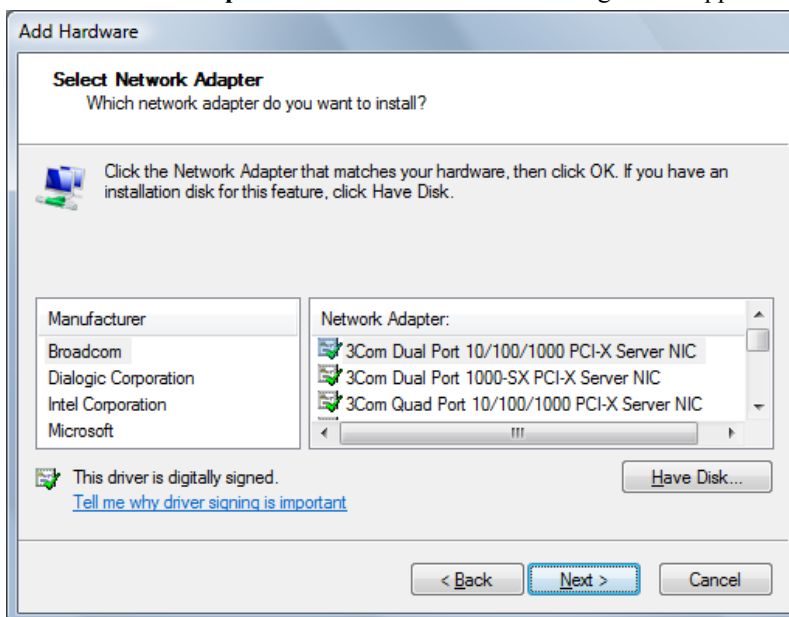 Add Hardware
Select Network Adapter
Which network adapter do you want to install?
Click the Network Adapter that matches your hardware, then click OK. If you have an
installation disk for this feature, click Have Disk.
Manufacturer
Broadcom
Dialogic Corporation
Intel Corporation
Microsoft
Network Adapter:
3Com Dual Port 10/100/1000 PCI-X Server NIC
3Com Dual Port 1000-SX PCI-X Server NIC
3Com Quad Port 10/100/1000 PCI-X Server NIC
This driver is digitally signed.
Tell me why driver signing is important
Have Disk...
< Back
Next >
Cancel